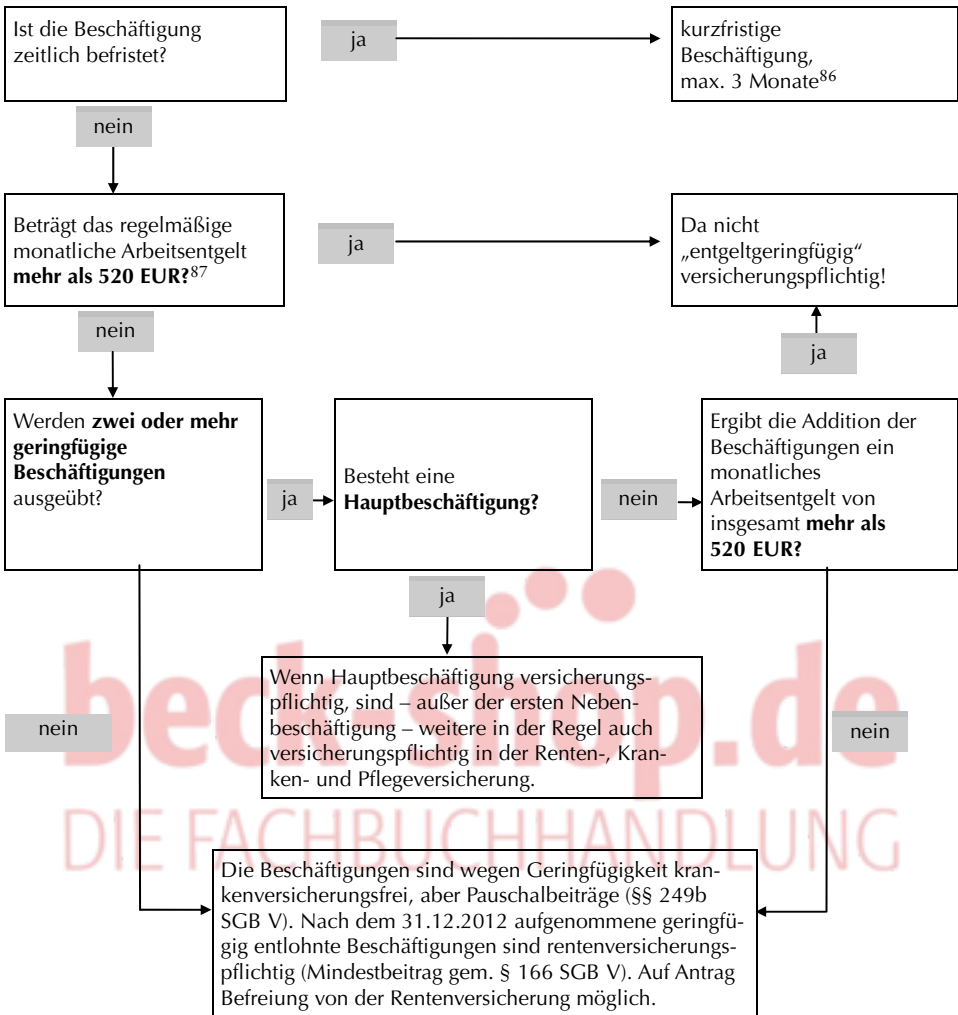 Ist die Beschäftigung
zeitlich befristet?
ja
kurzfristige
Beschäftigung,
max. 3 Monate86
nein
Beträgt das regelmäßige
monatliche Arbeitsentgelt
mehr als 520 EUR?87
ja
Da nicht
„entgeltgeringfügig“
versicherungspflichtig!
nein
ja
Werden zwei oder mehr
geringfügige
Beschäftigungen
ausgeübt?
ja
Besteht eine
Hauptbeschäftigung?
nein
Ergibt die Addition der
Beschäftigungen ein
monatliches
Arbeitsentgelt von
insgesamt mehr als
520 EUR?
ja
Wenn Hauptbeschäftigung versicherungs-
pflichtig, sind – außer der ersten Neben-
beschäftigung – weitere in der Regel auch
versicherungspflichtig in der Renten-, Kran-
ken- und Pflegeversicherung.
nein
nein
beck-shop.de
DIE FACHBUCHHANDLUNG
Die Beschäftigungen sind wegen Geringfügigkeit kran-
kenversicherungsfrei, aber Pauschalbeiträge (§§ 249b
SGB V). Nach dem 31.12.2012 aufgenommene geringfü-
gig entlohnte Beschäftigungen sind rentenversicherungs-
pflichtig (Mindestbeitrag gem. § 166 SGB V). Auf Antrag
Befreiung von der Rentenversicherung möglich.